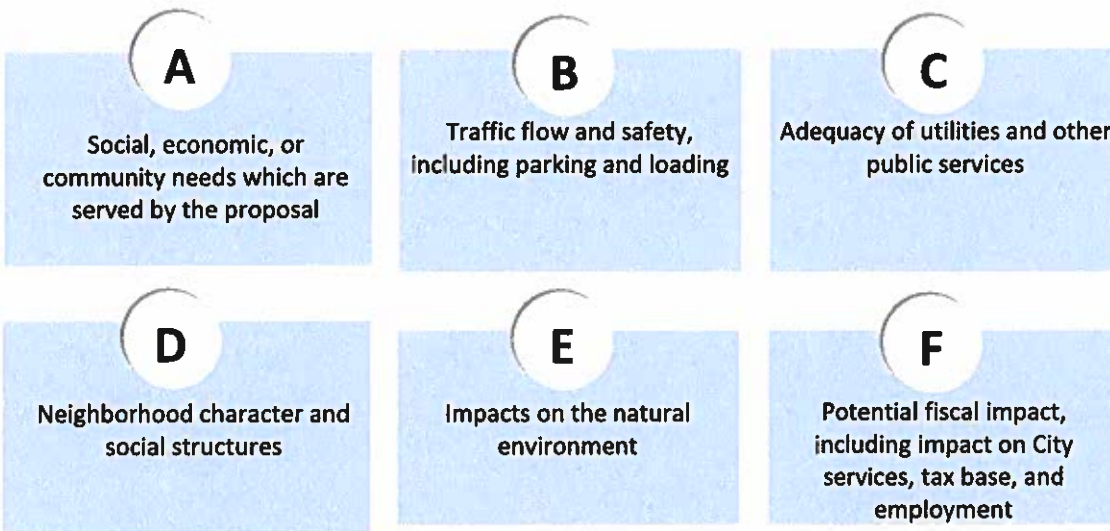 A
Social, economic, or
community needs which are
served by the proposal
B
Traffic flow and safety,
including parking and loading
C
Adequacy of utilities and other
public services
D
Neighborhood character and
social structures
E
Impacts on the natural
environment
F
Potential fiscal impact,
including impact on City
services, tax base, and
employment